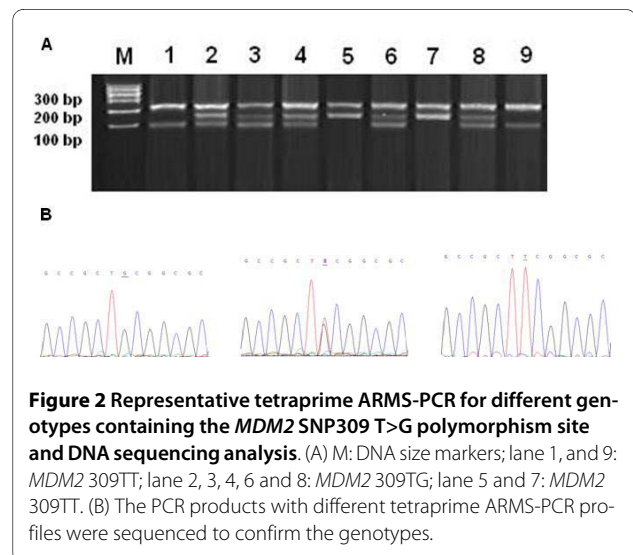 A
M 1 2 3 4 5 6 7 8 9
300 bp
200 bp
100 bp
B
G C C G C T G C G G C G C
G C C G C T N C G G C G C
G C C G C T T C G G C G C
Figure 2 Representative tetraprime ARMS-PCR for different gen-
otypes containing the MDM2 SNP309 T>G polymorphism site
and DNA sequencing analysis. (A) M: DNA size markers; lane 1, and 9:
MDM2 309TT; lane 2, 3, 4, 6 and 8: MDM2 309TG; lane 5 and 7: MDM2
309TT. (B) The PCR products with different tetraprime ARMS-PCR pro-
files were sequenced to confirm the genotypes.